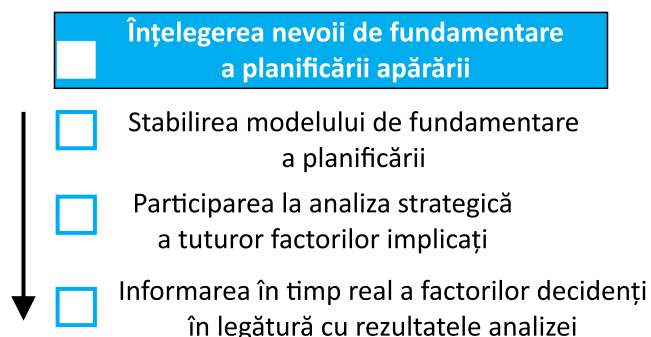 Înțelegerea nevoii de fundamentare
a planificării apărării
Stabilirea modelului de fundamentare
a planificării
Participarea la analiza strategică
a tuturor factorilor implicați
Informarea în timp real a factorilor decidenți
în legătură cu rezultatele analizei